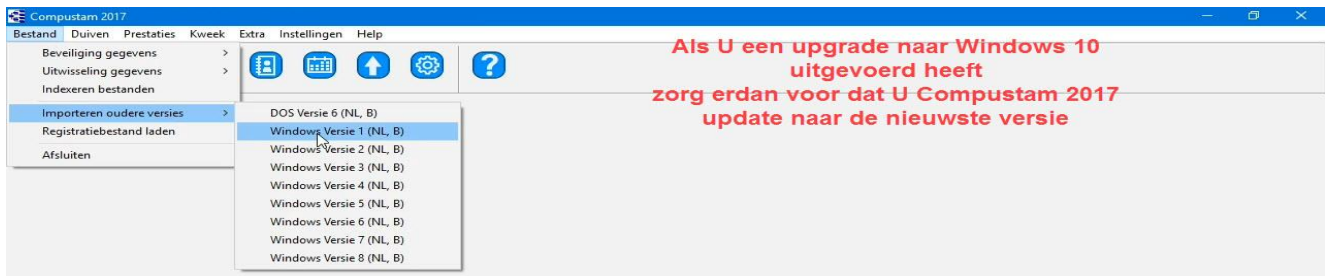 Compustam 2017
Bestand Duiven Prestaties Kweek Extra Instellingen Help
Beveiliging gegevens >
Uitwisseling gegevens >
Indexeren bestanden
Importeren oudere versies >
Registratiebestand laden
Afsluiten
DOS Versie 6 (NL, B)
Windows Versie 1 (NL, B)
Windows Versie 2 (NL, B)
Windows Versie 3 (NL, B)
Windows Versie 4 (NL, B)
Windows Versie 5 (NL, B)
Windows Versie 6 (NL, B)
Windows Versie 7 (NL, B)
Windows Versie 8 (NL, B)
?
Als U een upgrade naar Windows 10
uitgevoerd heeft
zorg erdan voor dat U Compustam 2017
update naar de nieuwste versie